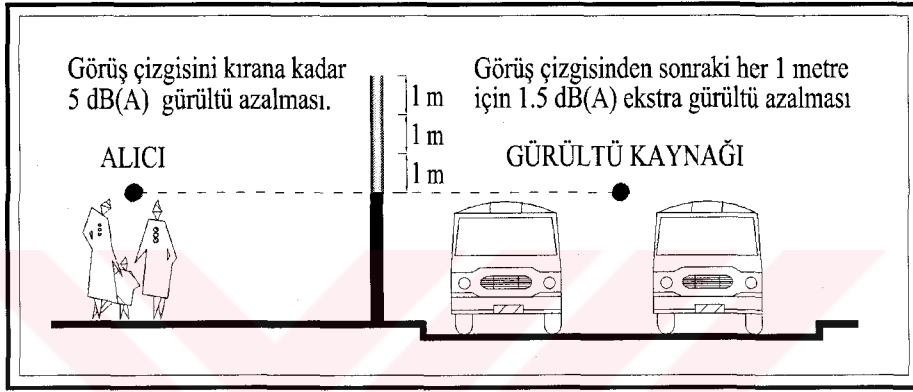 Görüş çizgisini kırana kadar
5 dB(A) gürültü azalması.
Görüş çizgisinden sonraki her 1 metre
için 1.5 dB(A) ekstra gürültü azalması
1 m
1 m
1 m
ALICI
GÜRÜLTÜ KAYNAĞI